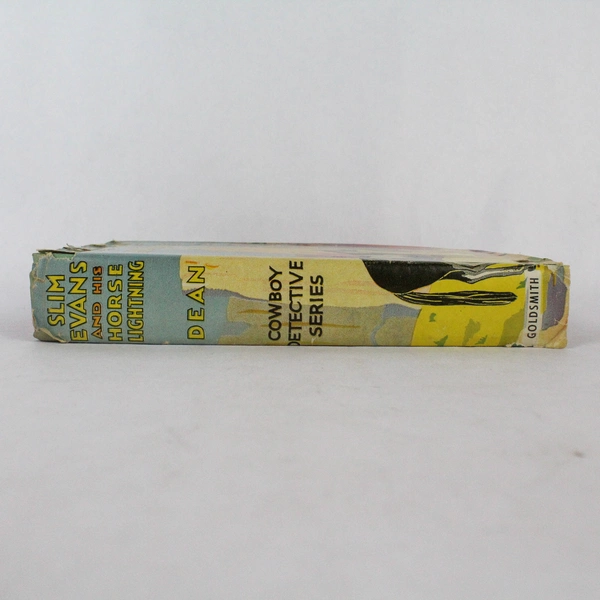 SLIM
EVANS
AND HIS
HORSE
LIGHTNING
DEAN
COWBOY
DETECTIVE
SERIES
GOLDSMITH